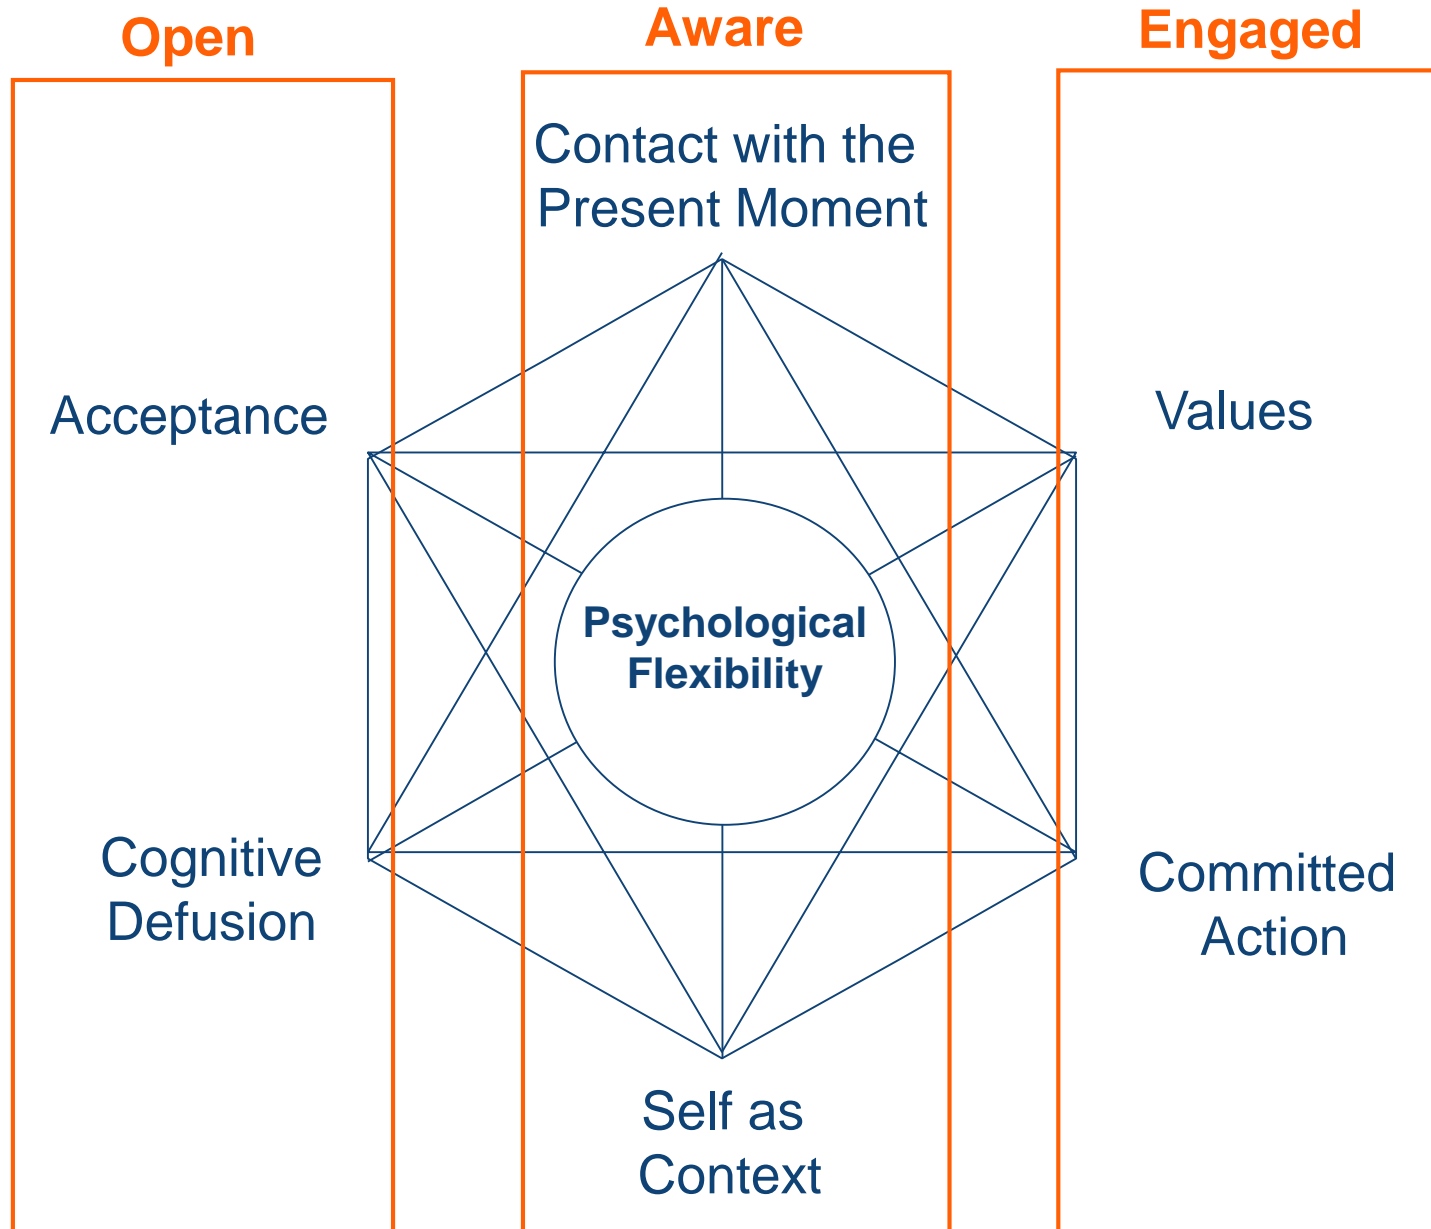 Open
Aware
Engaged
Contact with the
Present Moment
Acceptance
Values
Psychological
Flexibility
Cognitive
Defusion
Committed
Action
Self as
Context